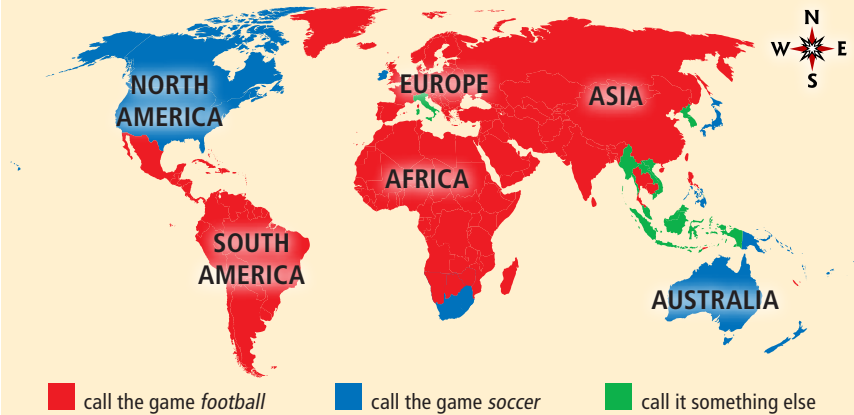 N
W E
S
NORTH
AMERICA
EUROPE
ASIA
AFRICA
SOUTH
AMERICA
AUSTRALIA
call the game football
call the game soccer
call it something else